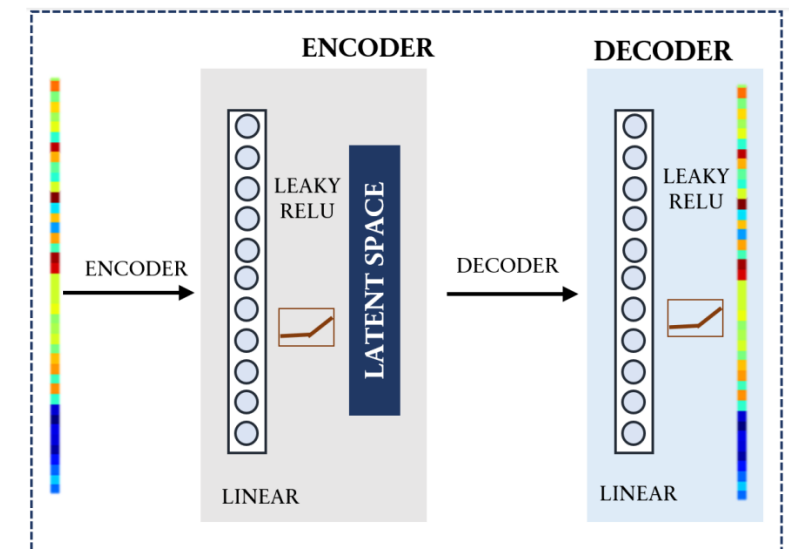 ENCODER
DECODER
ENCODER
LEAKY
RELU
LATENT SPACE
LINEAR
DECODER
LEAKY
RELU
LINEAR